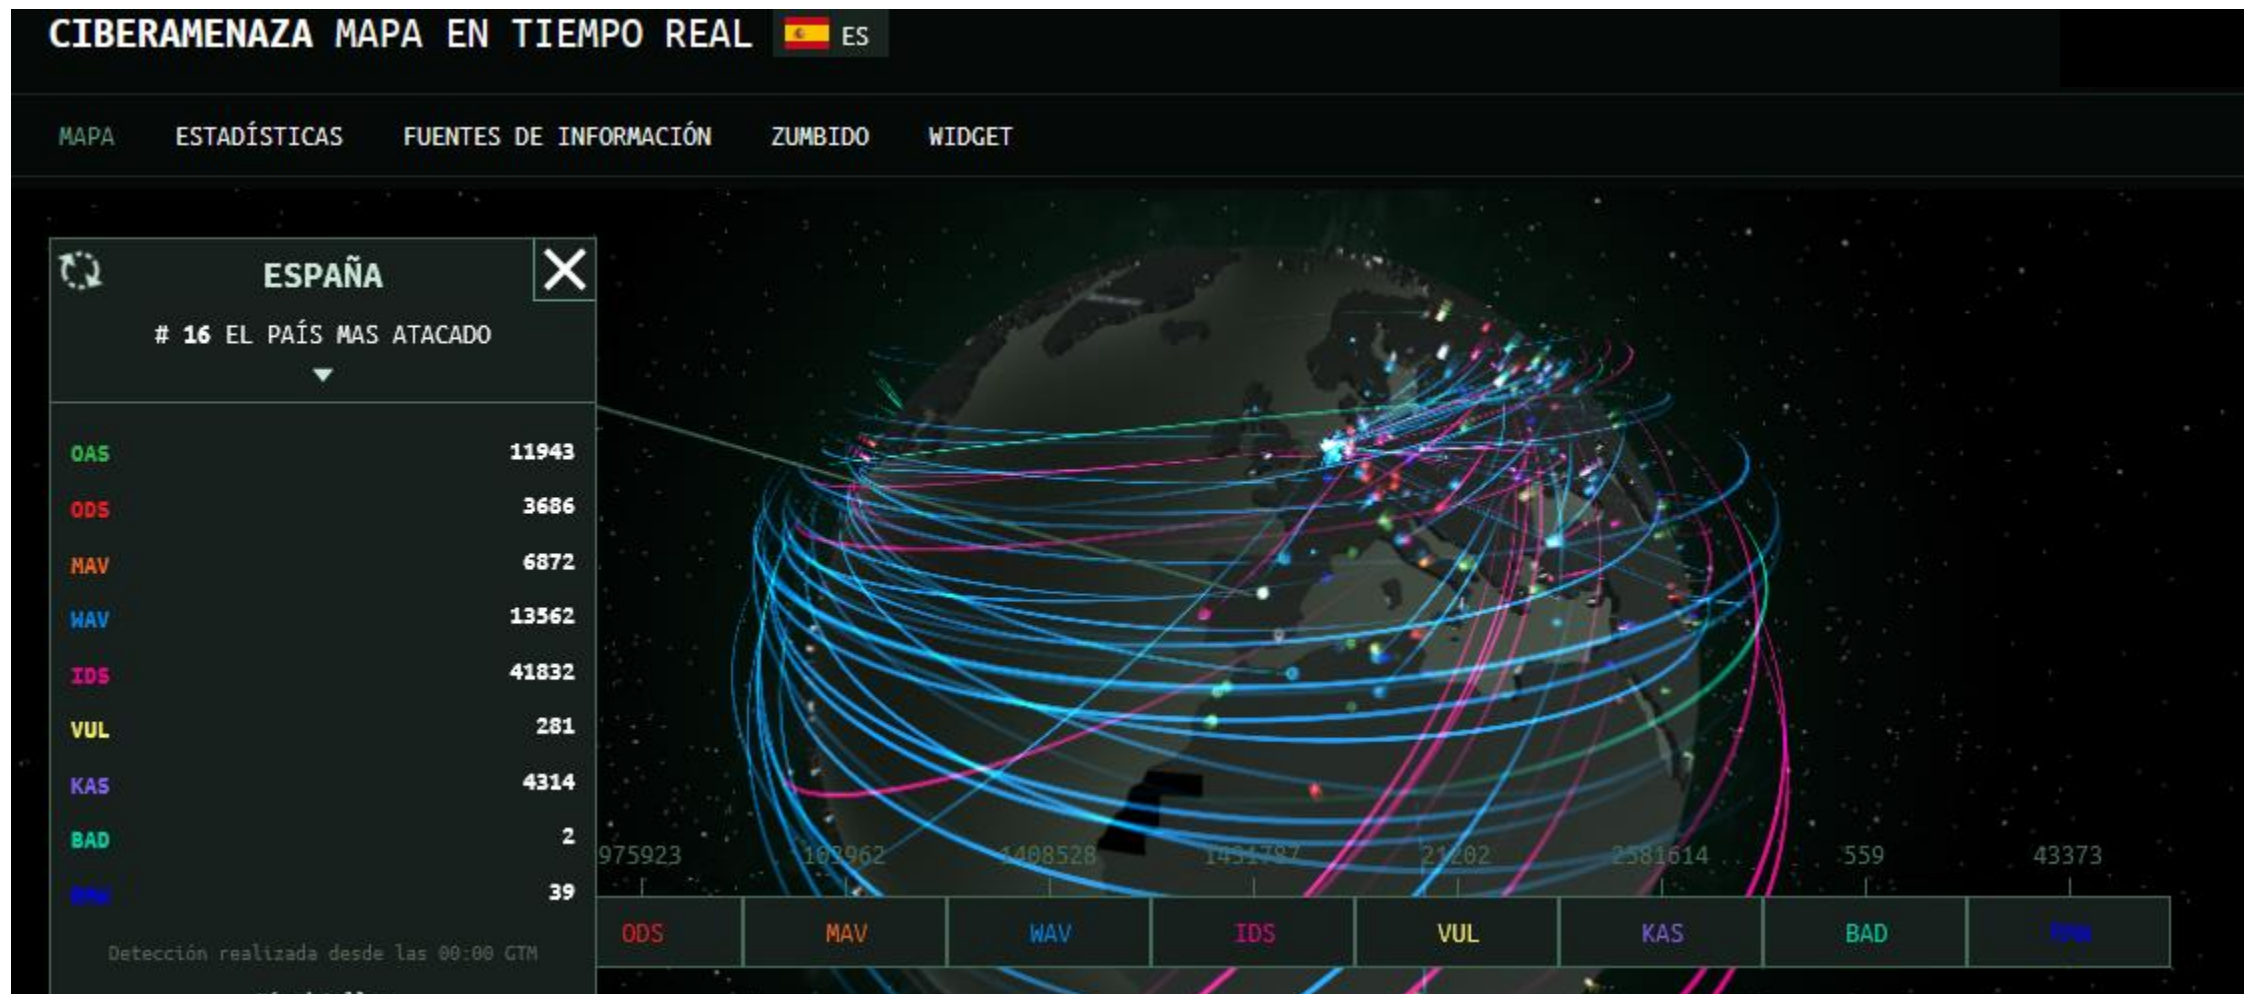 CIBERAMENAZA MAPA EN TIEMPO REAL ES
MAPA ESTADÍSTICAS FUENTES DE INFORMACIÓN ZUMBIDO WIDGET
ESPAÑA
# 16 EL PAÍS MAS ATACADO
OAS 11943
ODS 3686
MAV 6872
WAV 13562
IDS 41832
VUL 281
KAS 4314
BAD 2
39
Detección realizada desde las 00:00 GTM
975923 103962 1408528 1431787 21202 2581614 559 43373
ODS MAV WAV IDS VUL KAS BAD